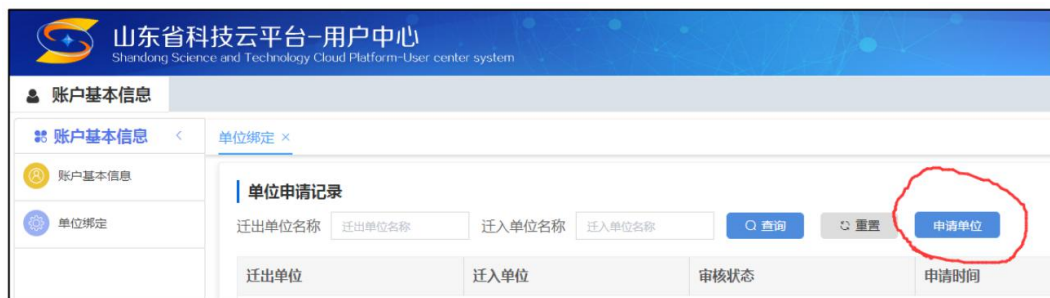 山东省科技云平台-用户中心
Shandong Science and Technology Cloud Platform-User center system
账户基本信息
账户基本信息
单位绑定 ×
账户基本信息
单位绑定
单位申请记录
迁出单位名称 迁出单位名称 迁入单位名称 迁入单位名称 查询 重置 申请单位
迁出单位 迁入单位 审核状态 申请时间